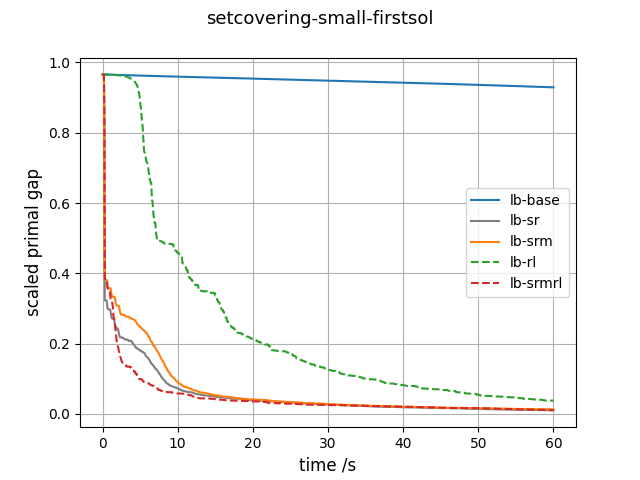 setcovering-small-firstsol
scaled primal gap
1.0
0.8
0.6
0.4
0.2
0.0
lb-base
lb-sr
lb-srm
lb-rl
lb-srmrl
0 10 20 30 40 50 60
time /s